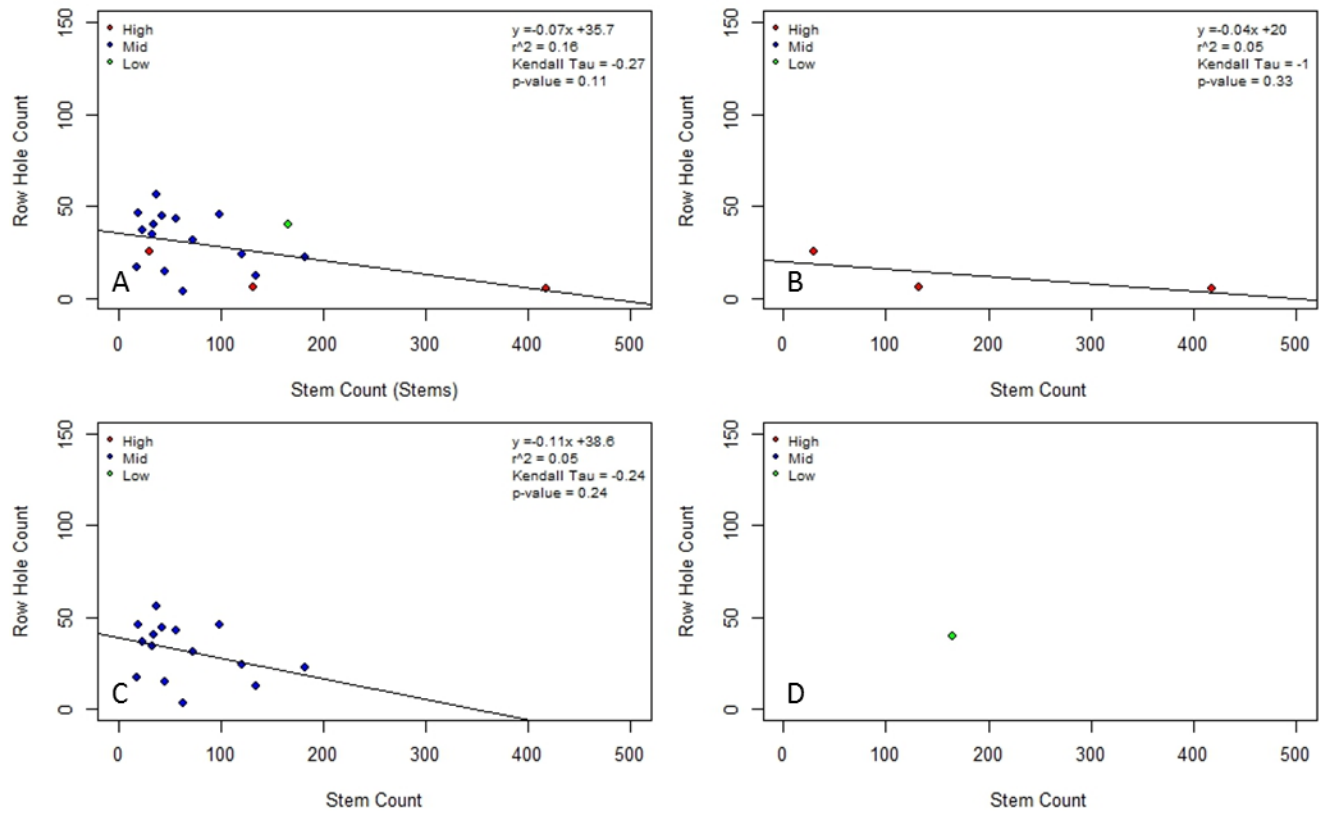 High
Mid
Low
y =-0.07x +35.7
r^2 = 0.16
Kendall Tau = -0.27
p-value = 0.11
150
100
50
0
Row Hole Count
A
0 100 200 300 400 500
Stem Count (Stems)
High
Mid
Low
y =-0.04x +20
r^2 = 0.05
Kendall Tau = -1
p-value = 0.33
150
100
50
0
Row Hole Count
B
0 100 200 300 400 500
Stem Count
High
Mid
Low
y =-0.11x +38.6
r^2 = 0.05
Kendall Tau = -0.24
p-value = 0.24
150
100
50
0
Row Hole Count
C
0 100 200 300 400 500
Stem Count
High
Mid
Low
150
100
50
0
Row Hole Count
D
0 100 200 300 400 500
Stem Count